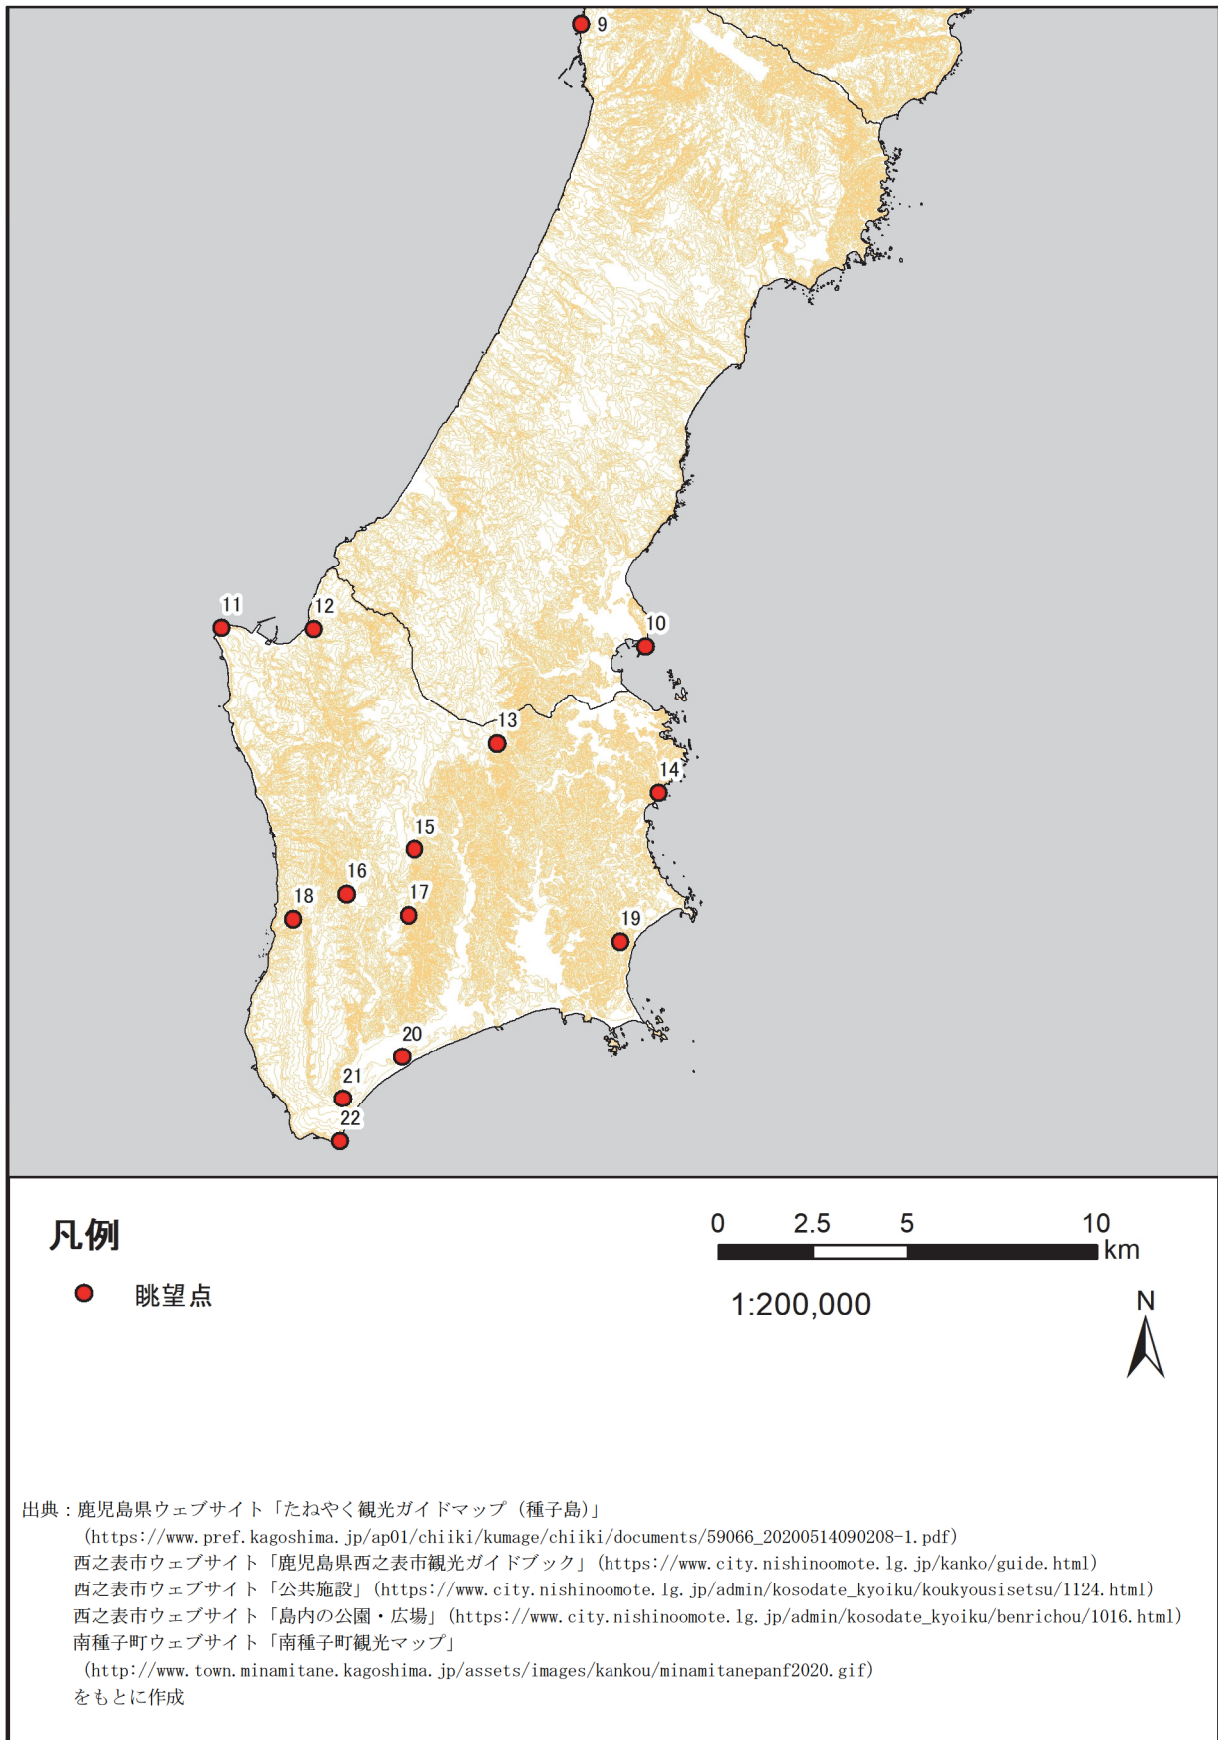 9
11
12
10
13
14
15
16
17
18
19
20
21
22
凡例
眺望点
0 2.5 5 10
km
1:200,000
N
出典：鹿児島県ウェブサイト「たねやく観光ガイドマップ（種子島）」
（https://www.pref.kagoshima.jp/ap01/chiiki/kumage/chiiki/documents/59066_20200514090208-1.pdf）
西之表市ウェブサイト「鹿児島県西之表市観光ガイドブック」（https://www.city.nishinoomote.lg.jp/kanko/guide.html）
西之表市ウェブサイト「公共施設」（https://www.city.nishinoomote.lg.jp/admin/kosodate_kyoiku/koukyousisetsu/1124.html）
西之表市ウェブサイト「島内の公園・広場」（https://www.city.nishinoomote.lg.jp/admin/kosodate_kyoiku/benrichou/1016.html）
南種子町ウェブサイト「南種子町観光マップ」
（http://www.town.minamitane.kagoshima.jp/assets/images/kankou/minamitanepanf2020.gif）
をもとに作成